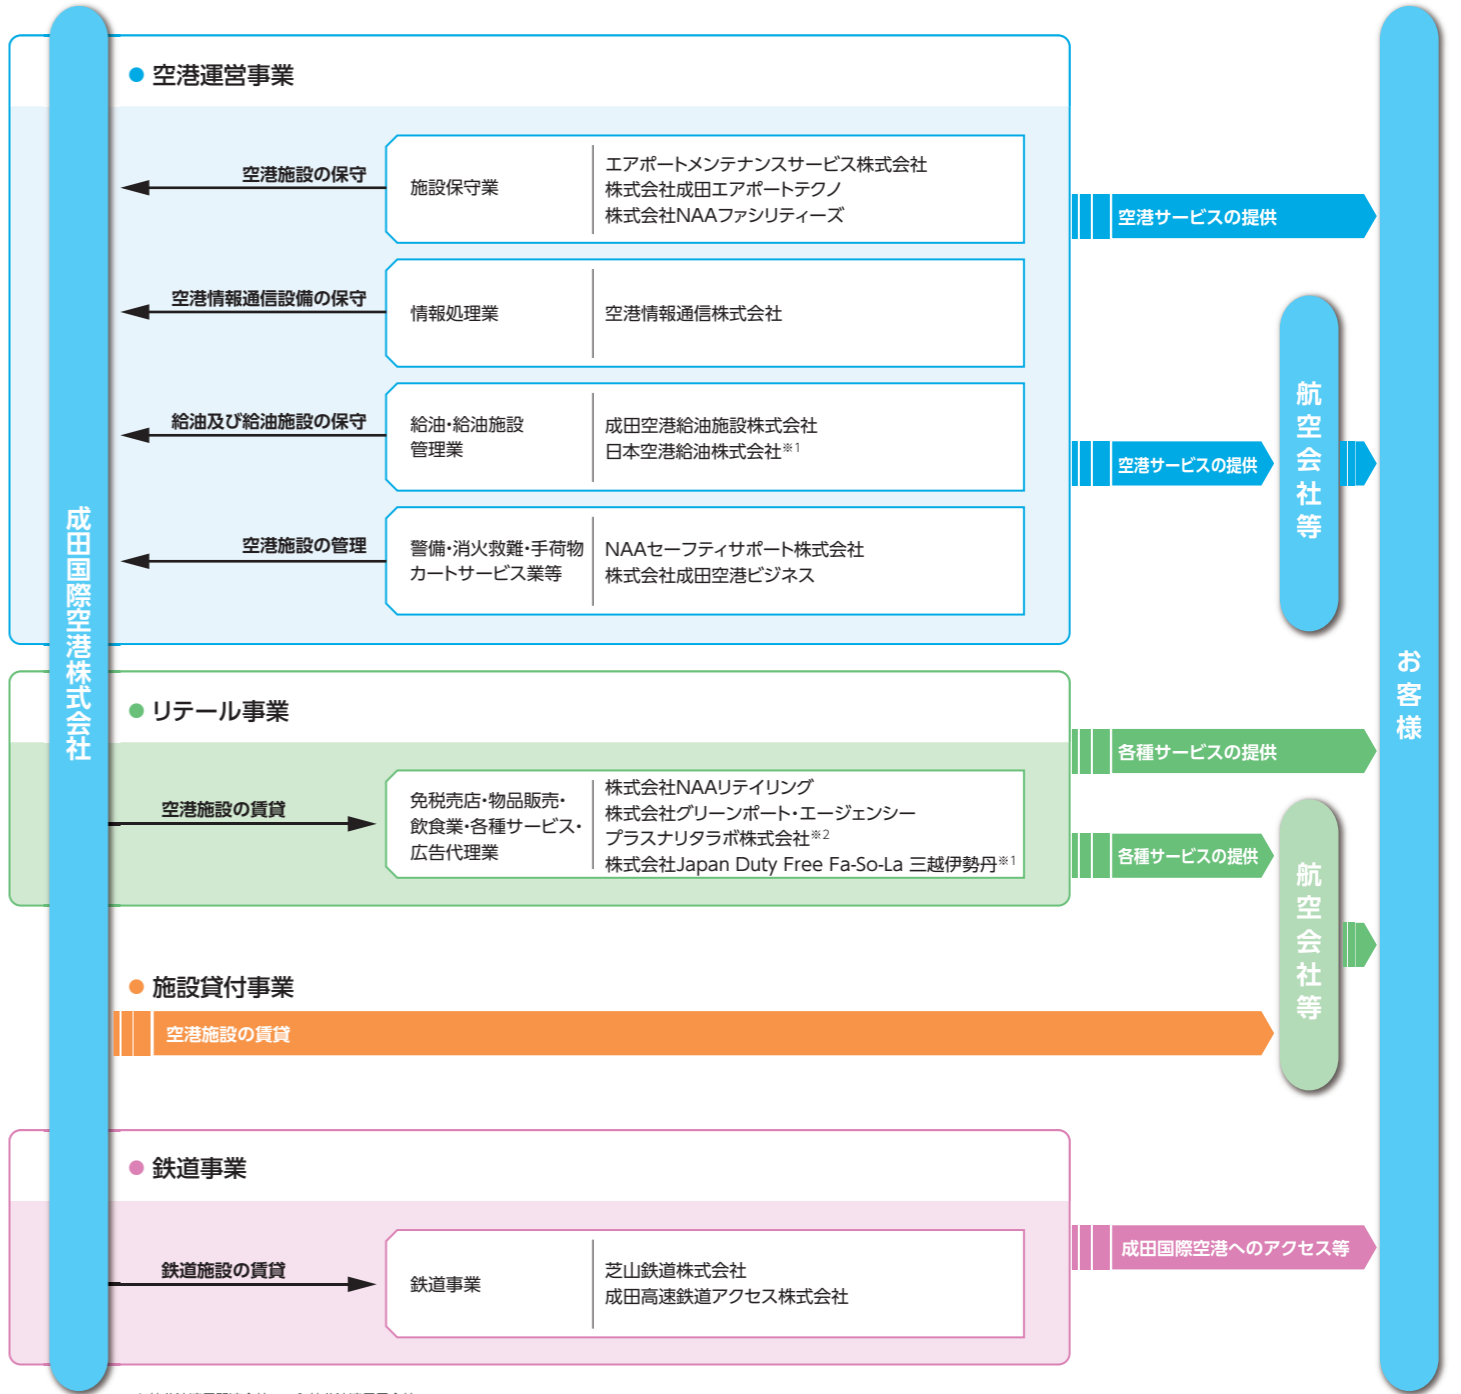 成田国際空港株式会社
● 空港運営事業
空港施設の保守
施設保守業
エアポートメンテナンスサービス株式会社
株式会社成田エアポートテクノ
株式会社NAAファシリティーズ
空港情報通信設備の保守
情報処理業
空港情報通信株式会社
給油及び給油施設の保守
給油・給油施設
管理業
成田空港給油施設株式会社
日本空港給油株式会社※1
空港施設の管理
警備・消火救難・手荷物
カートサービス業等
NAAセーフティサポート株式会社
株式会社成田空港ビジネス
空港サービスの提供
空港サービスの提供
航空会社等
● リテール事業
空港施設の賃貸
免税売店・物品販売・
飲食業・各種サービス・
広告代理業
株式会社NAAリテイリング
株式会社グリーンポート・エージェンシー
プラスナリタラボ株式会社※2
株式会社Japan Duty Free Fa-So-La 三越伊勢丹※1
各種サービスの提供
各種サービスの提供
航空会社等
● 施設貸付事業
空港施設の賃貸
● 鉄道事業
鉄道施設の賃貸
鉄道事業
芝山鉄道株式会社
成田高速鉄道アクセス株式会社
成田国際空港へのアクセス等
お客様